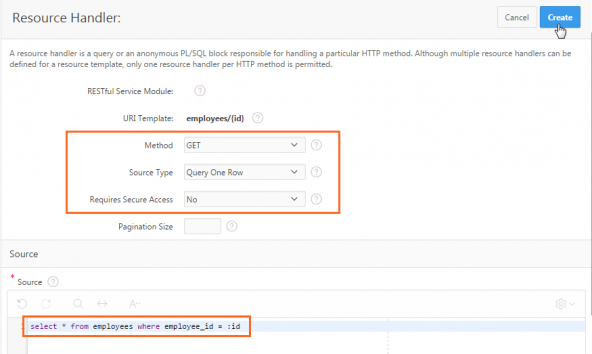 Resource Handler:
Cancel
Create
A resource handler is a query or an anonymous PL/SQL block responsible for handling a particular HTTP method. Although multiple resource handlers can be
defined for a resource template, only one resource handler per HTTP method is permitted.
RESTful Service Module:
?
URI Template: employees/{id} ?
Method GET ?
Source Type Query One Row ?
Requires Secure Access No ?
Pagination Size ?
Source
* Source ?
A··
select * from employees where employee_id = :id